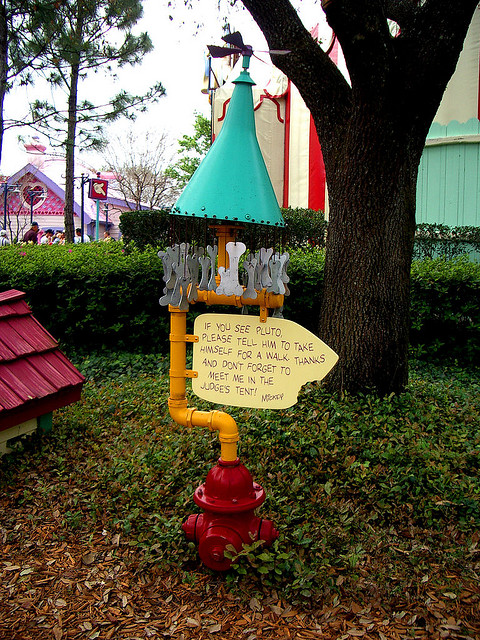 IF YOU SEE PLUTO,
PLEASE TELL HIM TO TAKE
HIMSELF FOR A WALK. THANKS
AND DON'T FORGET TO
MEET ME IN THE
JUDGE'S TENT!
MICKEY